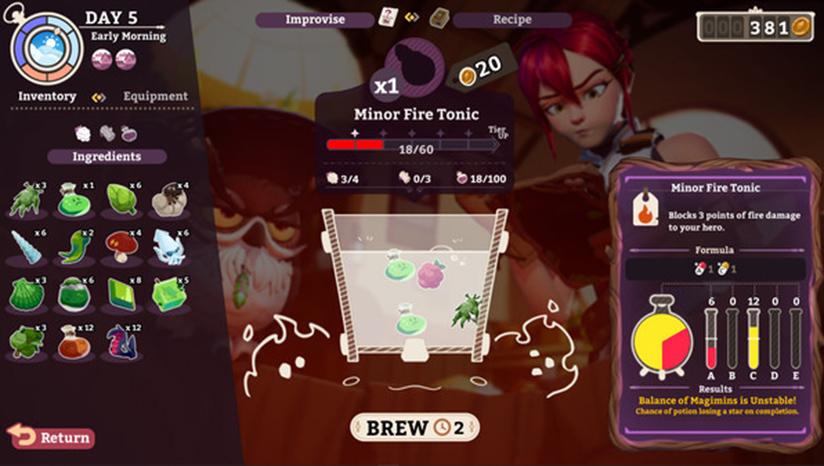 DAY 5
Early Morning
Inventory
Equipment
Ingredients
x3
x1
x6
x4
x6
x2
x4
x6
x3
x6
x8
x5
x3
x12
x12
Return
Improvise
Recipe
000381
x1
20
Minor Fire Tonic
Tier UP
18/60
3/4
0/3
18/100
BREW 2
Minor Fire Tonic
Blocks 3 points of fire damage
to your hero.
Formula
1 1
6 0 12 0 0
A B C D E
Results
Balance of Magimins is Unstable!
Chance of potion losing a star on completion.